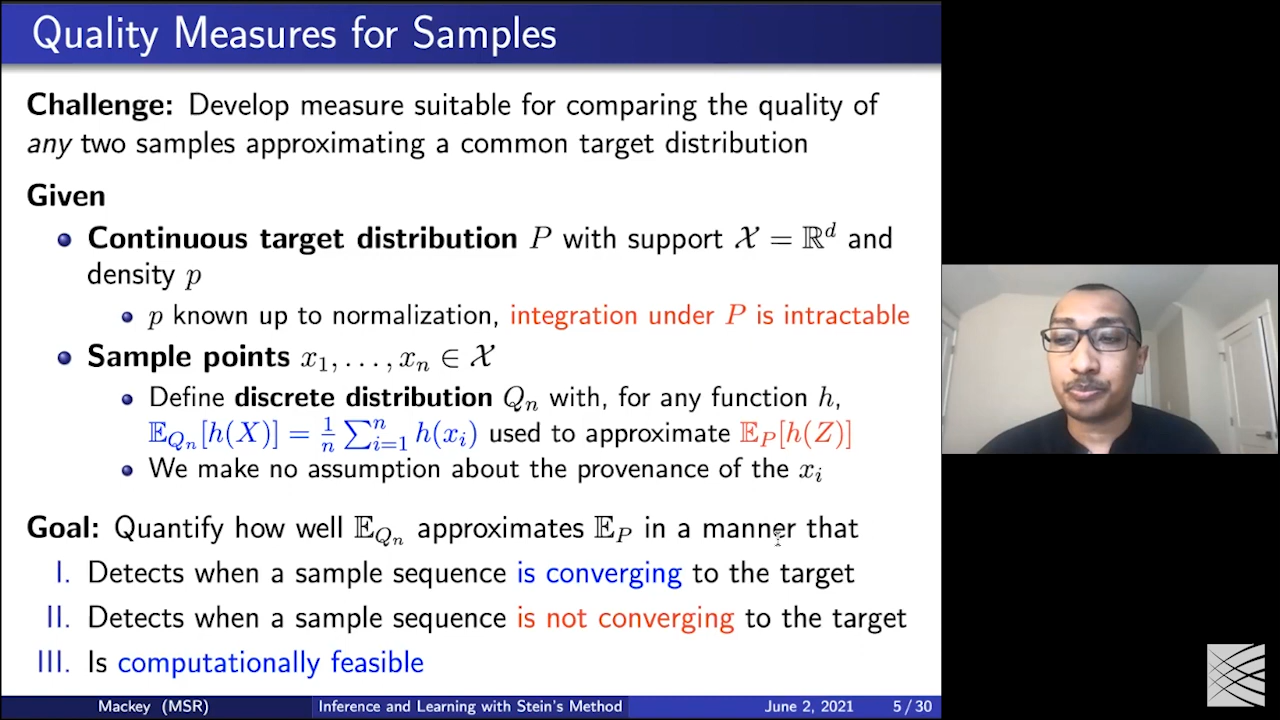 Quality Measures for Samples
Challenge: Develop measure suitable for comparing the quality of
any two samples approximating a common target distribution
Given
Continuous target distribution P with support 𝒳 = ℝ^d and
density p
p known up to normalization, integration under P is intractable
Sample points x_1, . . . , x_n ∈ 𝒳
Define discrete distribution Q_n with, for any function h,
𝔼_{Q_n}[h(X)] = 1/n ∑_{i=1}^n h(x_i) used to approximate 𝔼_P[h(Z)]
We make no assumption about the provenance of the x_i
Goal: Quantify how well 𝔼_{Q_n} approximates 𝔼_P in a manner that
I. Detects when a sample sequence is converging to the target
II. Detects when a sample sequence is not converging to the target
III. Is computationally feasible
Mackey (MSR) Inference and Learning with Stein's Method June 2, 2021 5 / 30